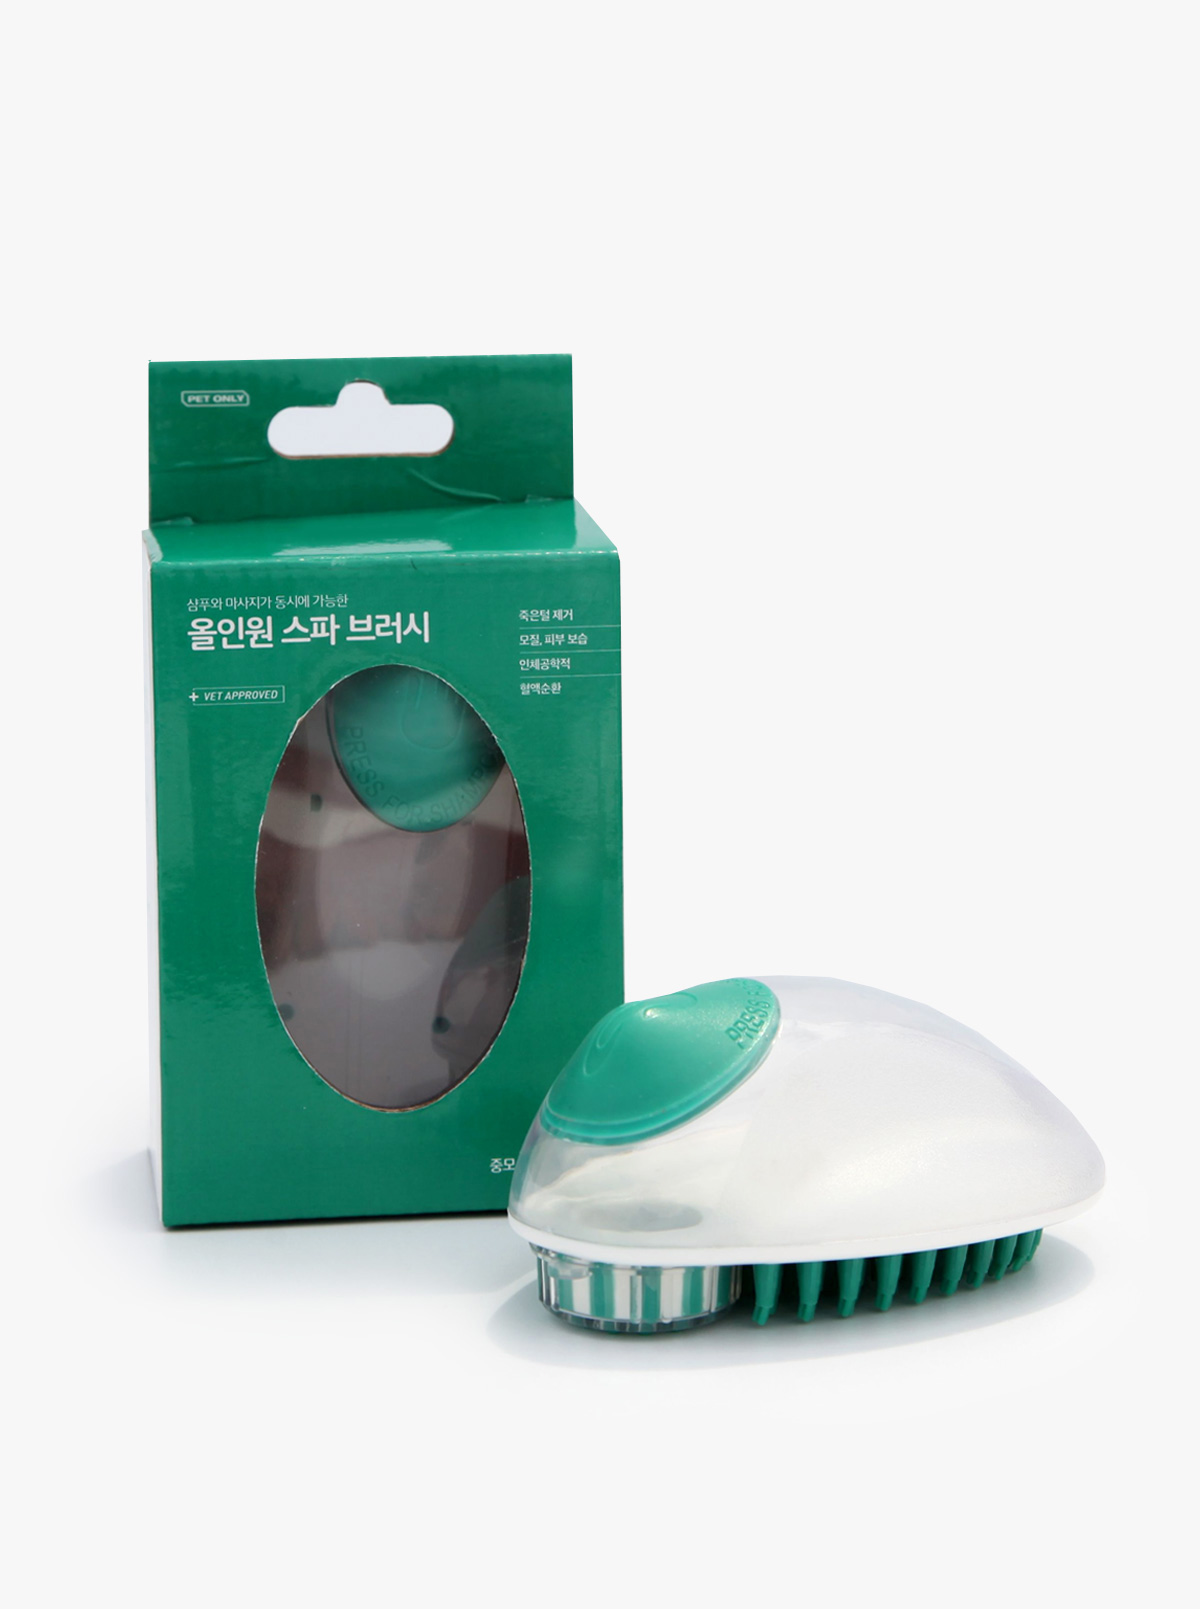 PET ONLY
샴푸와 마사지가 동시에 가능한
올인원 스파 브러시
+ VET APPROVED
죽은털 제거
모질, 피부 보습
인체공학적
혈액순환
PRESS FOR SHAMPOO
중모
PRESS